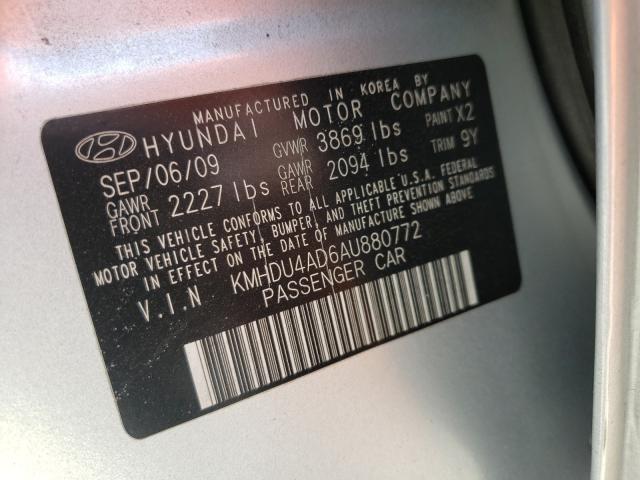 MANUFACTURED IN KOREA BY
HYUNDAI MOTOR COMPANY
SEP/06/09 GVWR 3869 lbs PAINT X2
GAWR FRONT 2227 lbs GAWR REAR 2094 lbs TRIM 9Y
THIS VEHICLE CONFORMS TO ALL APPLICABLE U.S.A. FEDERAL
MOTOR VEHICLE SAFETY, BUMPER, AND THEFT PREVENTION STANDARDS
IN EFFECT ON THE DATE OF MANUFACTURE SHOWN ABOVE.
V.I.N KMHDU4AD6AU880772
PASSENGER CAR